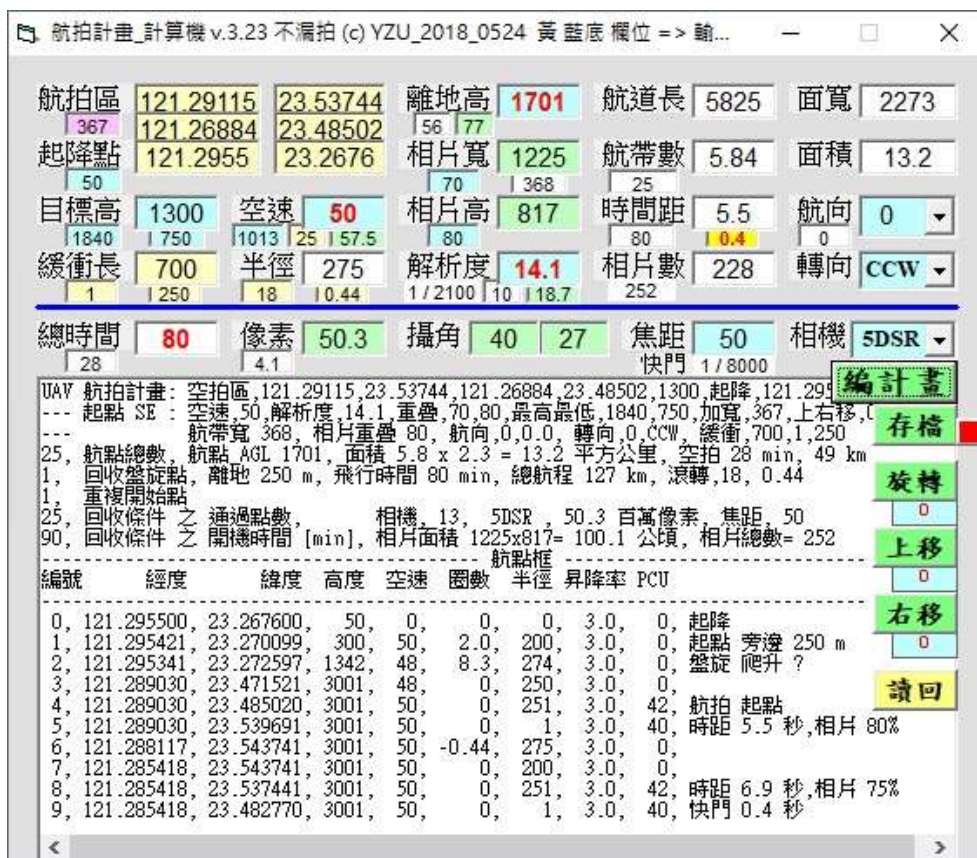 航拍計畫_計算機 v.3.23 不漏拍 (c) YZU_2018_0524 黃 藍底 欄位 => 輸...
航拍區 121.29115 23.53744 離地高 1701 航道長 5825 面寬 2273
367 121.26884 23.48502 56 77
起降點 121.2955 23.2676 相片寬 1225 航帶數 5.84 面積 13.2
50 70 368 25
目標高 1300 空速 50 相片高 817 時間距 5.5 航向 0
1840 750 1013 25 57.5 80 80 0.4 0
緩衝長 700 半徑 275 解析度 14.1 相片數 228 轉向 CCW
1 250 18 0.44 1/2100 10 18.7 252
總時間 80 像素 50.3 攝角 40 27 焦距 50 相機 5DSR
28 4.1 快門 1/8000
編計畫
UAV 航拍計畫: 空拍區,121.29115,23.53744,121.26884,23.48502,1300,起降,121.29
--- 起點 SE : 空速,50,解析度,14.1,重疊,70,80,最高最低,1840,750,加寬,367,上右移,
存檔
--- 航帶寬 368, 相片重疊 80, 航向,0,0.0, 轉向,0,CCW, 緩衝,700,1,250
25, 航點總數, 航點 AGL 1701, 面積 5.8 x 2.3 = 13.2 平方公里, 空拍 28 min, 49 km
1, 回收盤旋點, 離地 250 m, 飛行時間 80 min, 總航程 127 km, 滾轉,18, 0.44
旋轉
1, 重複開始點
0
25, 回收條件 之 通過點數, 相機, 13, 5DSR , 50.3 百萬像素, 焦距, 50
90, 回收條件 之 開機時間 [min], 相片面積 1225x817= 100.1 公頃, 相片總數= 252
上移
航點框
0
編號 經度 緯度 高度 空速 圈數 半徑 昇降率 PCU
右移
0, 121.295500, 23.267600, 50, 0, 0, 0, 3.0, 0, 起降
1, 121.295421, 23.270099, 300, 50, 2.0, 200, 3.0, 0, 起點 旁邊 250 m
0
2, 121.295341, 23.272597, 1342, 48, 8.3, 274, 3.0, 0, 盤旋 爬升 ?
3, 121.289030, 23.471521, 3001, 48, 0, 250, 3.0, 0,
讀回
4, 121.289030, 23.485020, 3001, 50, 0, 251, 3.0, 42, 航拍 起點
5, 121.289030, 23.539691, 3001, 50, 0, 1, 3.0, 40, 時距 5.5 秒,相片 80%
6, 121.288117, 23.543741, 3001, 50, -0.44, 275, 3.0, 0,
7, 121.285418, 23.543741, 3001, 50, 0, 200, 3.0, 0,
8, 121.285418, 23.537441, 3001, 50, 0, 251, 3.0, 42, 時距 6.9 秒,相片 75%
9, 121.285418, 23.482770, 3001, 50, 0, 1, 3.0, 40, 快門 0.4 秒